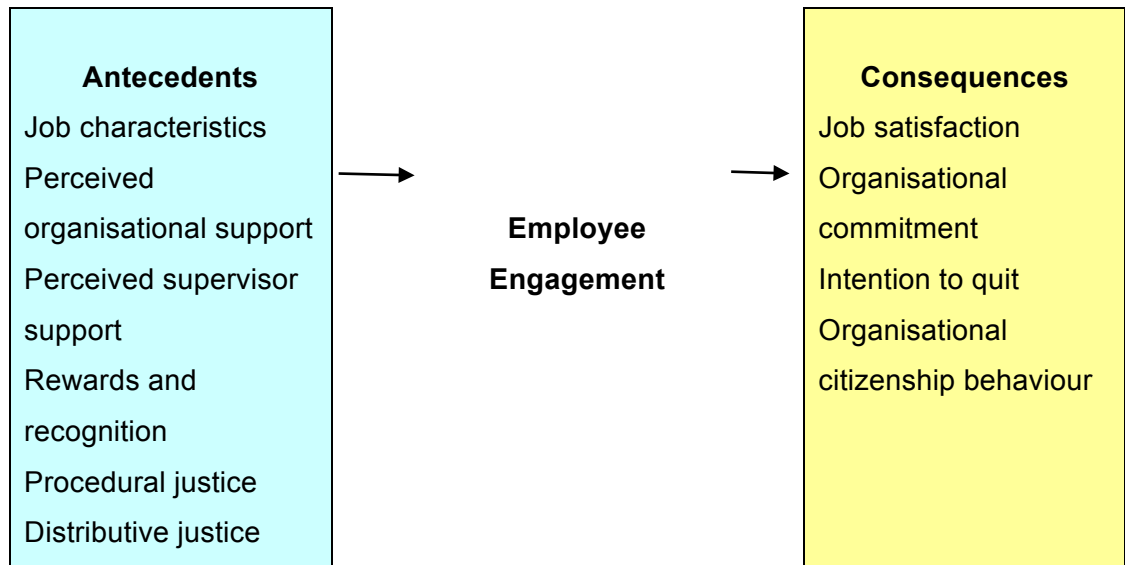 Antecedents
Job characteristics
Perceived
organisational support
Perceived supervisor
support
Rewards and
recognition
Procedural justice
Distributive justice
Employee
Engagement
Consequences
Job satisfaction
Organisational
commitment
Intention to quit
Organisational
citizenship behaviour